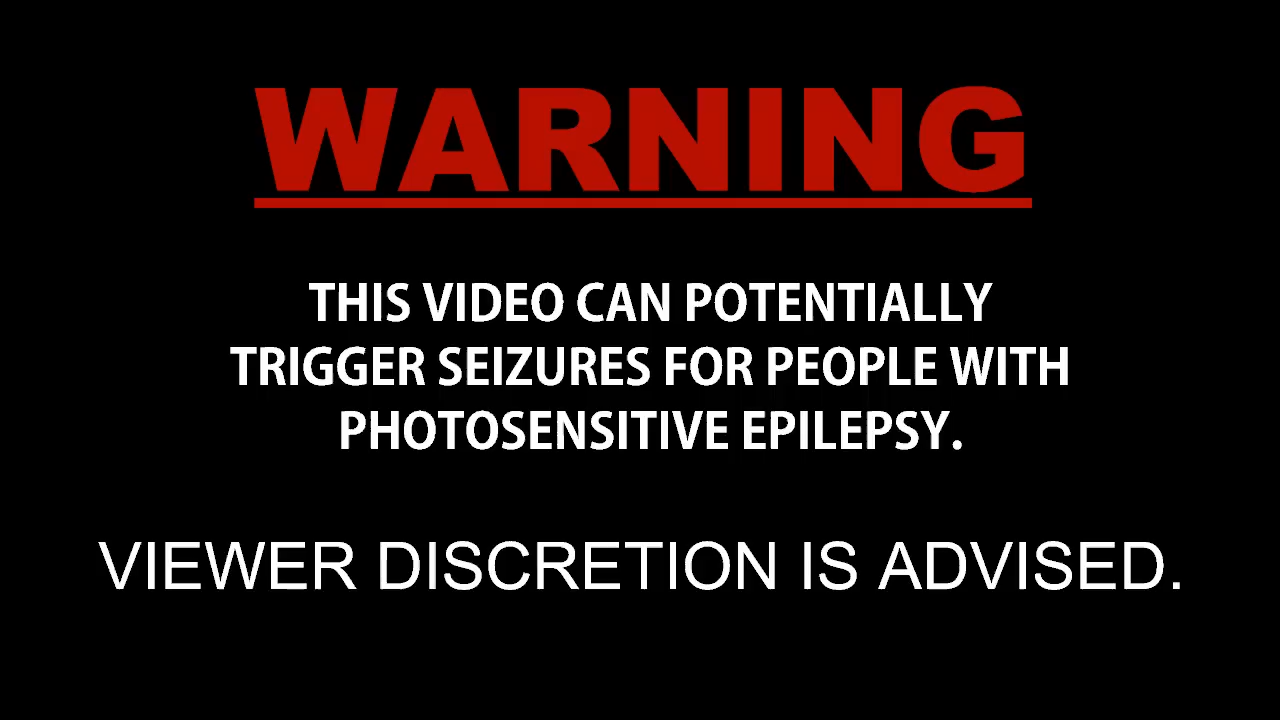 WARNING
THIS VIDEO CAN POTENTIALLY
TRIGGER SEIZURES FOR PEOPLE WITH
PHOTOSENSITIVE EPILEPSY.
VIEWER DISCRETION IS ADVISED.